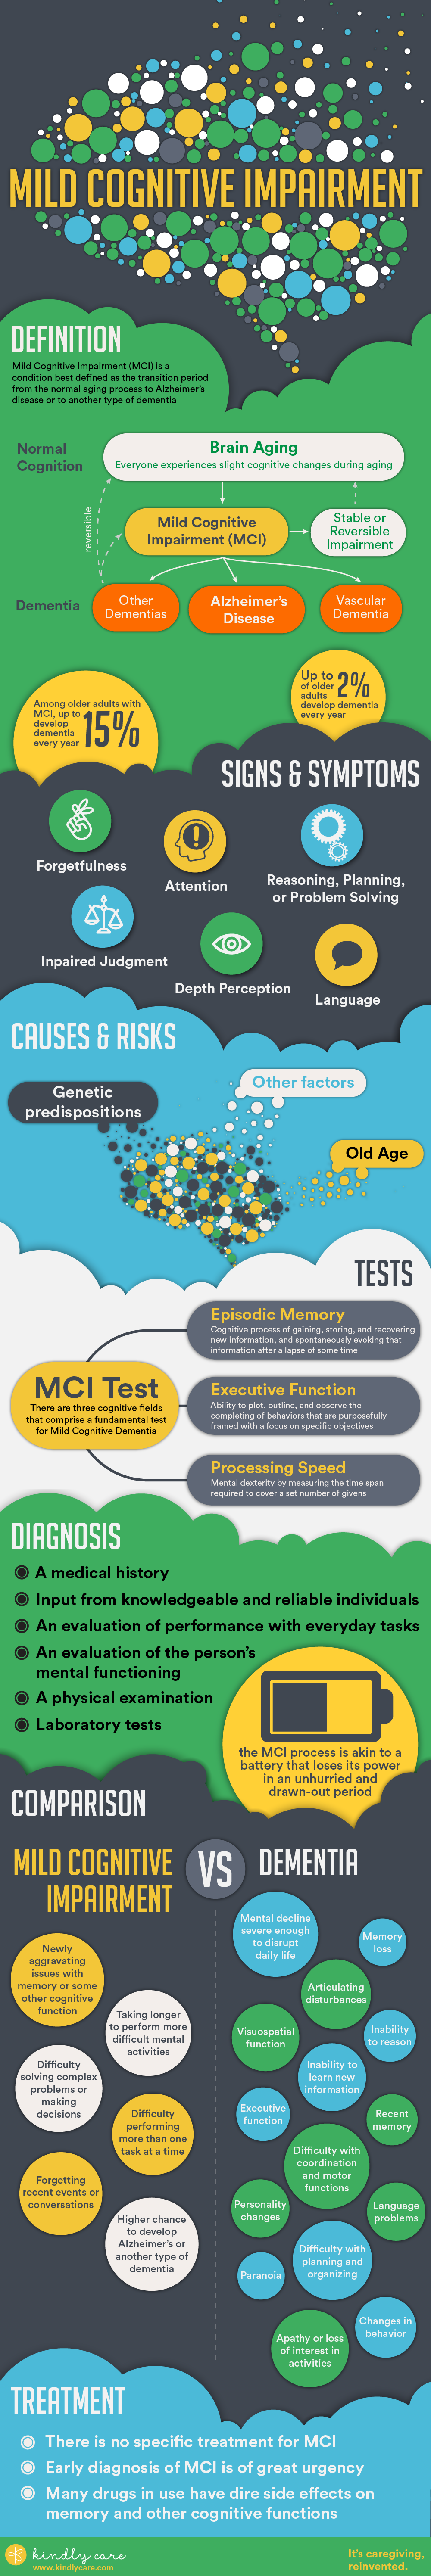 MILD COGNITIVE IMPAIRMENT
DEFINITION
Mild Cognitive Impairment (MCI) is a
condition best defined as the transition period
from the normal aging process to Alzheimer's
disease or to another type of dementia
Normal
Cognition
Brain Aging
Everyone experiences slight cognitive changes during aging
reversible
Mild Cognitive
Impairment (MCI)
Stable or
Reversible
Impairment
Dementia
Other
Dementias
Alzheimer's
Disease
Vascular
Dementia
Among older adults with
MCI, up to
develop
dementia
every year
15%
Up to
of older
adults
2%
develop dementia
every year
SIGNS & SYMPTOMS
Forgetfulness
Attention
Reasoning, Planning,
or Problem Solving
Inpaired Judgment
Depth Perception
Language
CAUSES & RISKS
Genetic
predispositions
Other factors
Old Age
TESTS
MCI Test
There are three cognitive fields
that comprise a fundamental test
for Mild Cognitive Dementia
Episodic Memory
Cognitive process of gaining, storing, and recovering
new information, and spontaneously evoking that
information after a lapse of some time
Executive Function
Ability to plot, outline, and observe the
completing of behaviors that are purposefully
framed with a focus on specific objectives
Processing Speed
Mental dexterity by measuring the time span
required to cover a set number of givens
DIAGNOSIS
A medical history
Input from knowledgeable and reliable individuals
An evaluation of performance with everyday tasks
An evaluation of the person's
mental functioning
A physical examination
Laboratory tests
the MCI process is akin to a
battery that loses its power
in an unhurried and
drawn-out period
COMPARISON
MILD COGNITIVE
IMPAIRMENT
VS
DEMENTIA
Newly
aggravating
issues with
memory or some
other cognitive
function
Taking longer
to perform more
difficult mental
activities
Difficulty
solving complex
problems or
making
decisions
Difficulty
performing
more than one
task at a time
Forgetting
recent events or
conversations
Higher chance
to develop
Alzheimer's or
another type of
dementia
Mental decline
severe enough
to disrupt
daily life
Memory
loss
Articulating
disturbances
Visuospatial
function
Inability
to reason
Inability to
learn new
information
Executive
function
Recent
memory
Difficulty with
coordination
and motor
functions
Personality
changes
Language
problems
Difficulty with
planning and
organizing
Paranoia
Changes in
behavior
Apathy or loss
of interest in
activities
TREATMENT
There is no specific treatment for MCI
Early diagnosis of MCI is of great urgency
Many drugs in use have dire side effects on
memory and other cognitive functions
kindly care
www.kindlycare.com
It's caregiving,
reinvented.